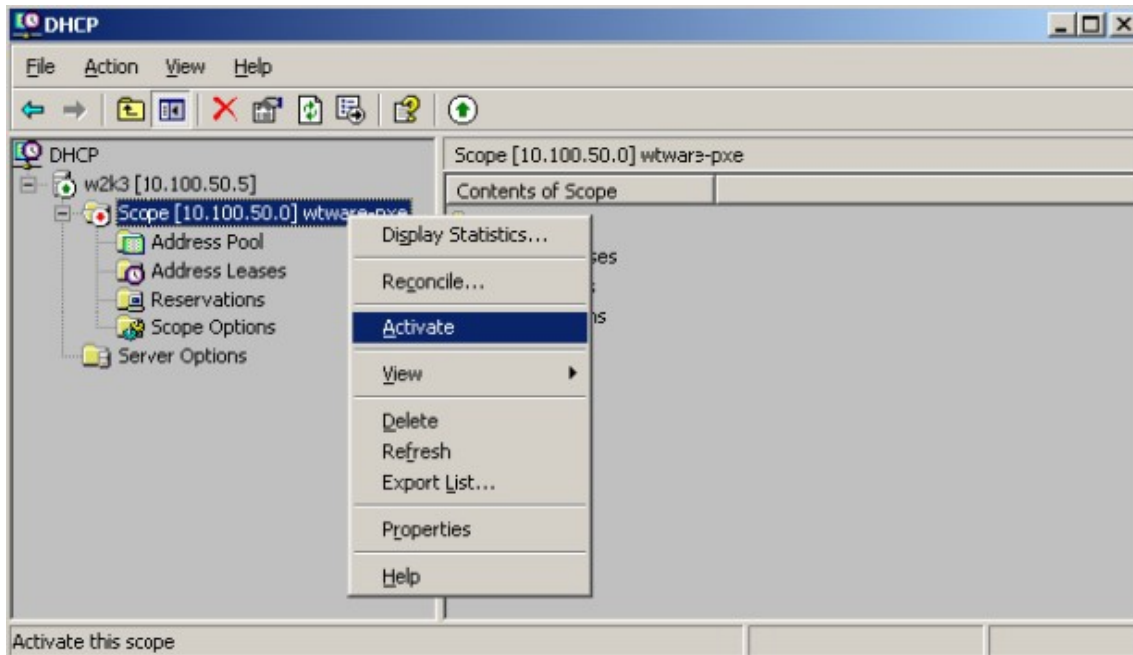 DHCP
File Action View Help
DHCP
w2k3 [10.100.50.5]
Scope [10.100.50.0] wtware-pxe
Address Pool
Address Leases
Reservations
Scope Options
Server Options
Scope [10.100.50.0] wtware-pxe
Contents of Scope
ses
s
ns
Display Statistics...
Reconcile...
Activate
View
Delete
Refresh
Export List...
Properties
Help
Activate this scope